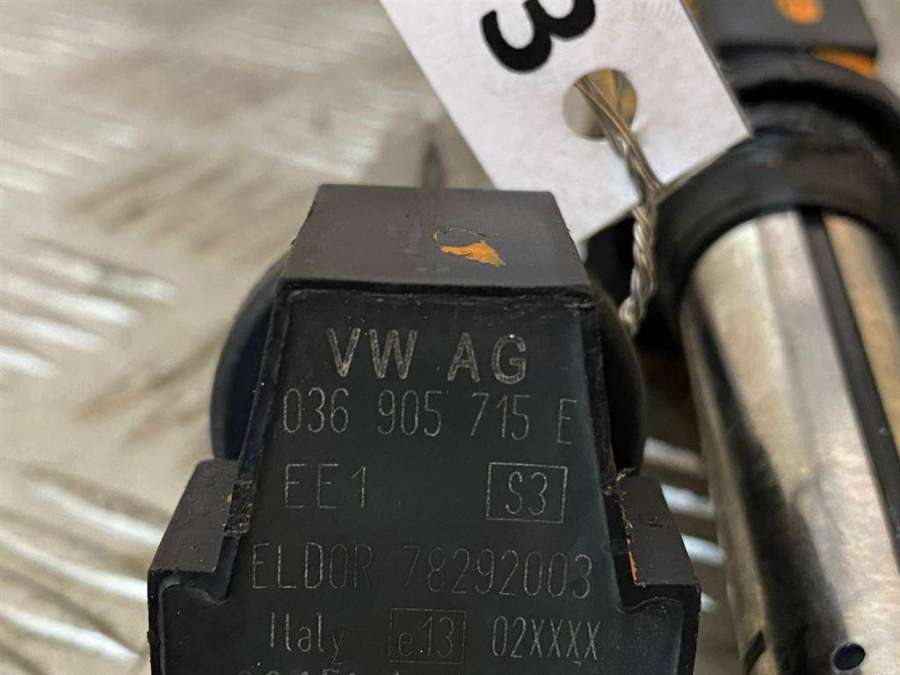 3
VW AG
036 905 715 E
EE1 S3
ELDOR 78292003
Italy e13 02XXXX